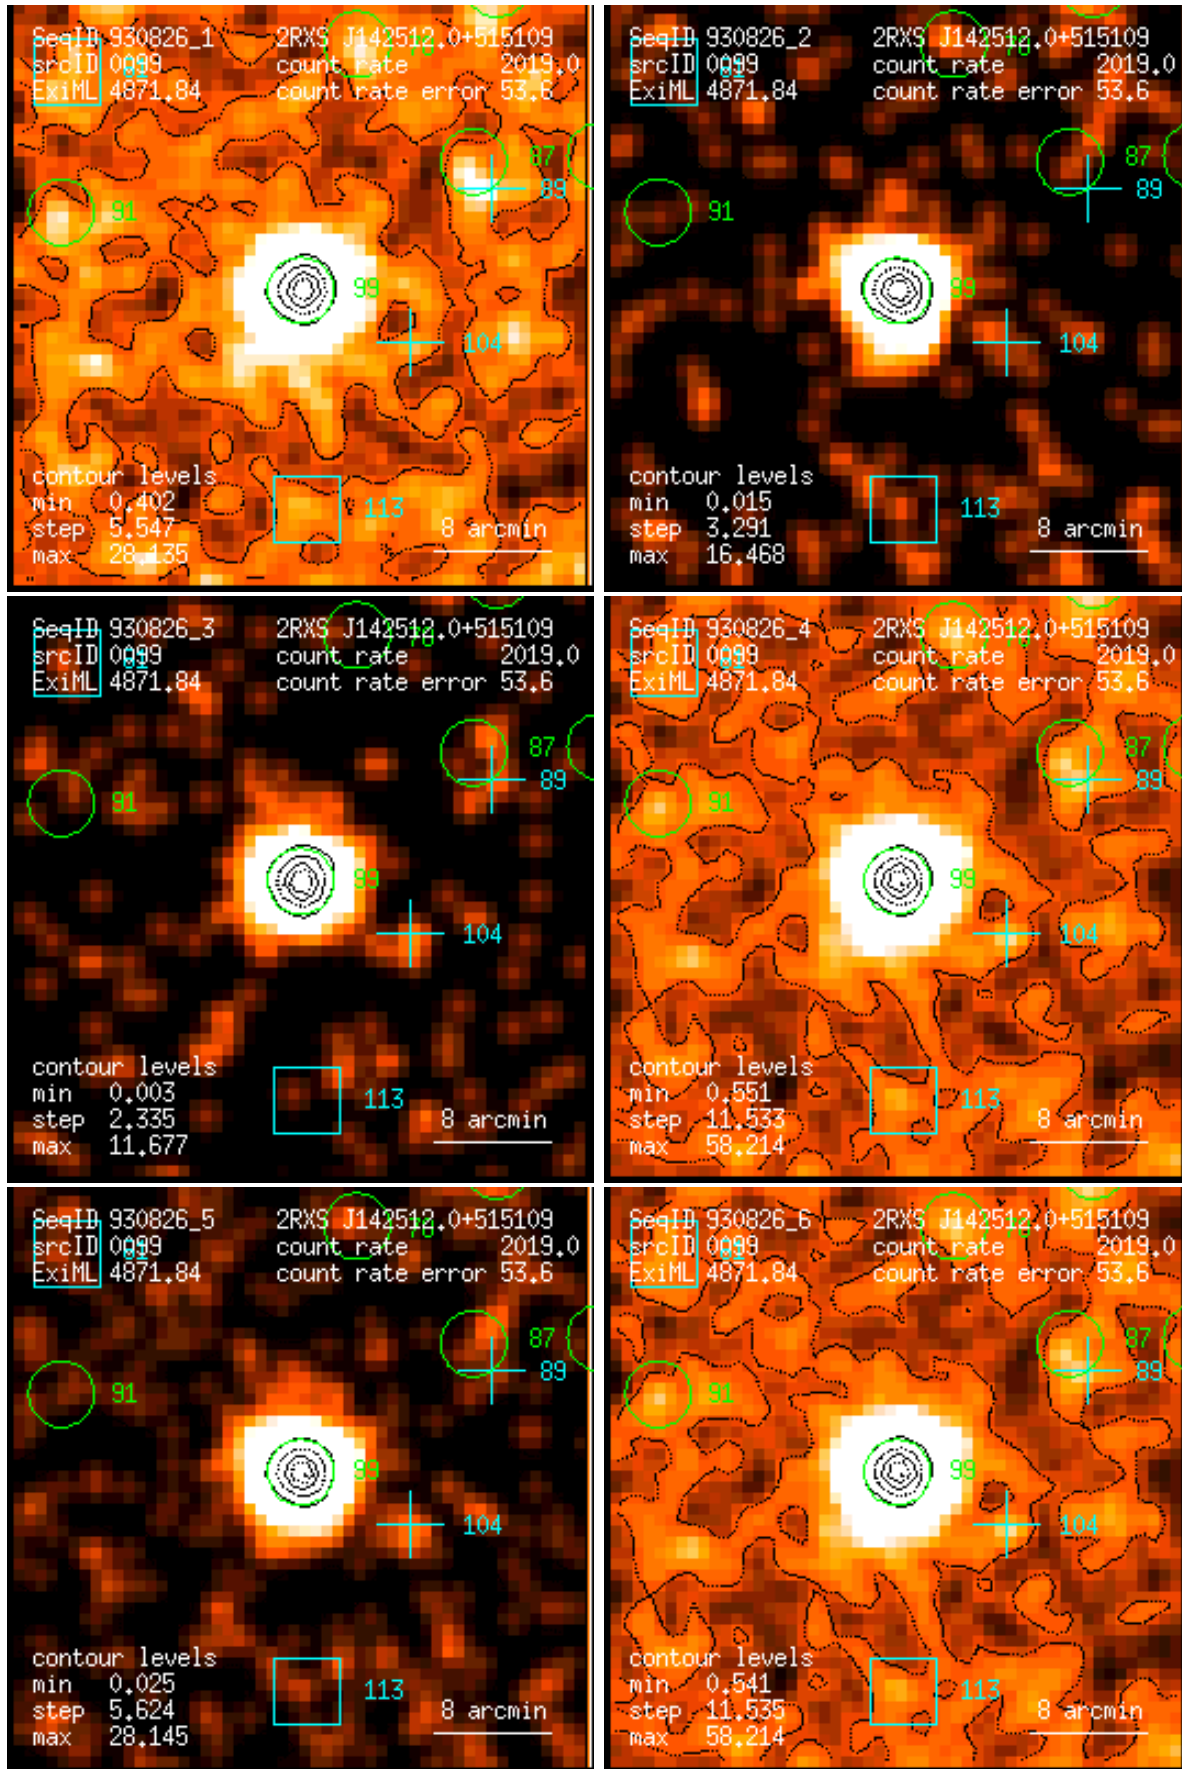 SeqID 930826_1 2RXS J142512.0+515109
srcID 0099 count rate 2019.0
ExiML 4871.84 count rate error 53.6
87
89
91
99
104
113
contour levels
min 0.402
step 5.547
max 28.135
8 arcmin
SeqID 930826_2 2RXS J142512.0+515109
srcID 0099 count rate 2019.0
ExiML 4871.84 count rate error 53.6
87
89
91
99
104
113
contour levels
min 0.015
step 3.291
max 16.468
8 arcmin
SeqID 930826_3 2RXS J142512.0+515109
srcID 0099 count rate 2019.0
ExiML 4871.84 count rate error 53.6
87
89
91
99
104
113
contour levels
min 0.003
step 2.335
max 11.677
8 arcmin
SeqID 930826_4 2RXS J142512.0+515109
srcID 0099 count rate 2019.0
ExiML 4871.84 count rate error 53.6
87
89
91
99
104
113
contour levels
min 0.551
step 11.533
max 58.214
8 arcmin
SeqID 930826_5 2RXS J142512.0+515109
srcID 0099 count rate 2019.0
ExiML 4871.84 count rate error 53.6
87
89
91
99
104
113
contour levels
min 0.025
step 5.624
max 28.145
8 arcmin
SeqID 930826_6 2RXS J142512.0+515109
srcID 0099 count rate 2019.0
ExiML 4871.84 count rate error 53.6
87
89
91
99
104
113
contour levels
min 0.541
step 11.535
max 58.214
8 arcmin